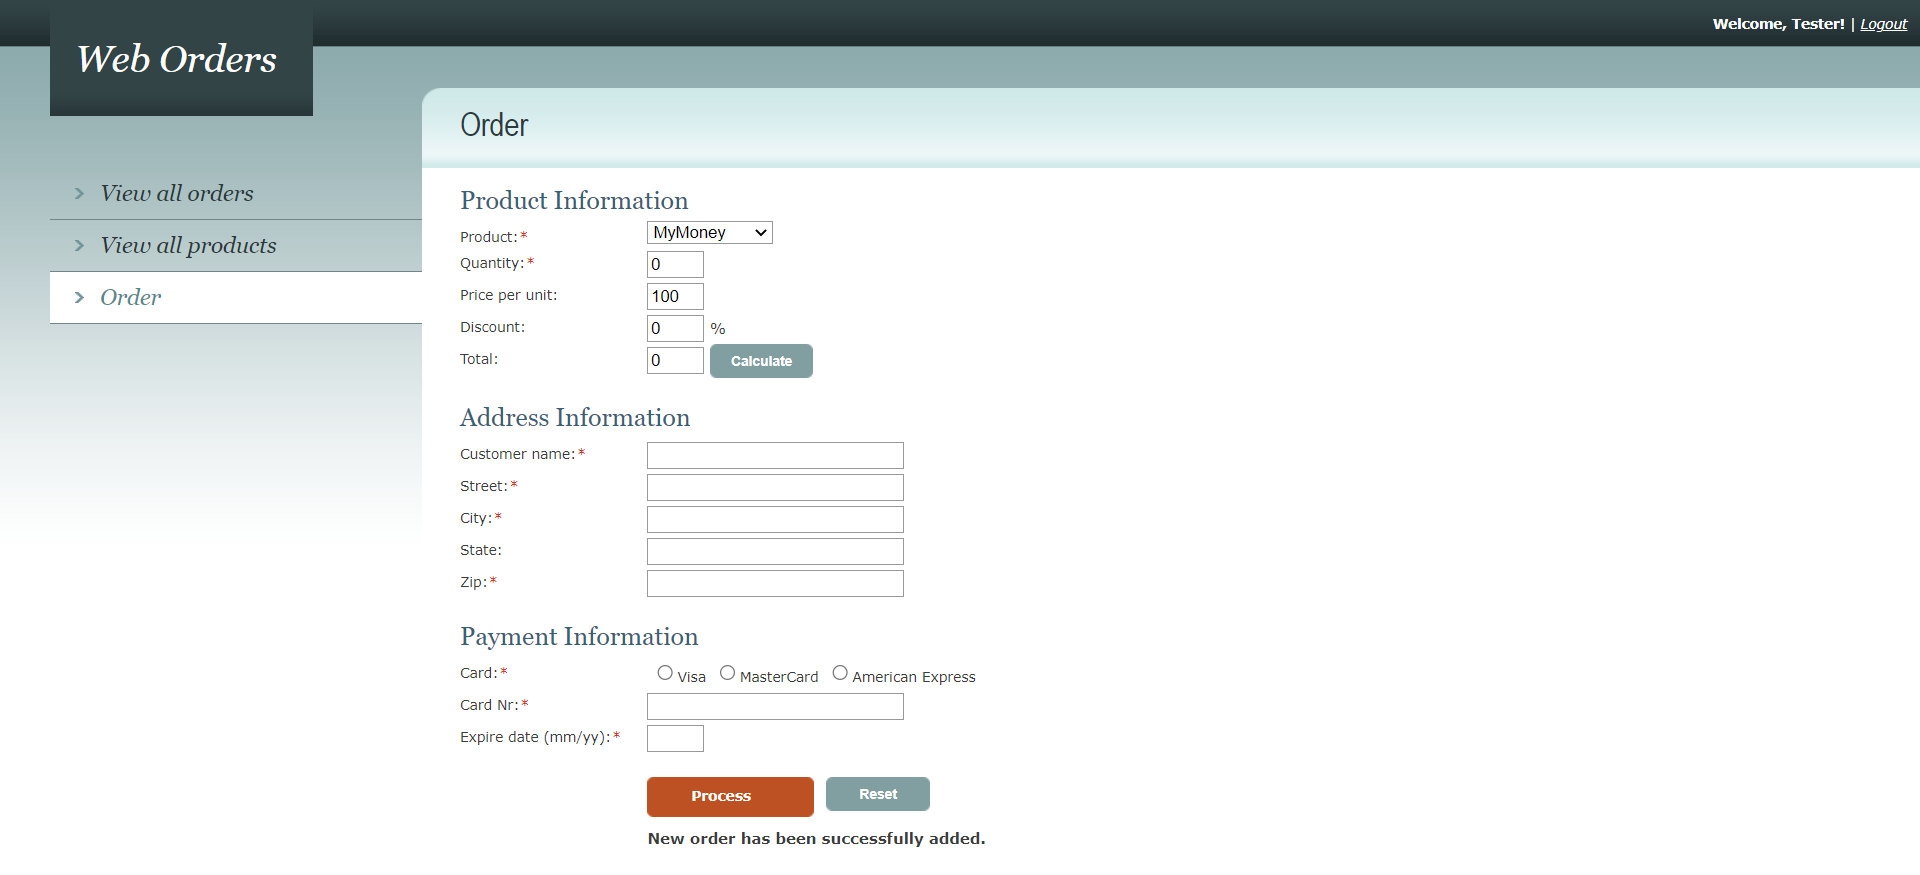 Welcome, Tester! | Logout
Web Orders
View all orders
View all products
Order
Order
Product Information
Product:* MyMoney
Quantity:* 0
Price per unit: 100
Discount: 0 %
Total: 0 Calculate
Address Information
Customer name:*
Street:*
City:*
State:
Zip:*
Payment Information
Card:* Visa MasterCard American Express
Card Nr:*
Expire date (mm/yy):*
Process Reset
New order has been successfully added.